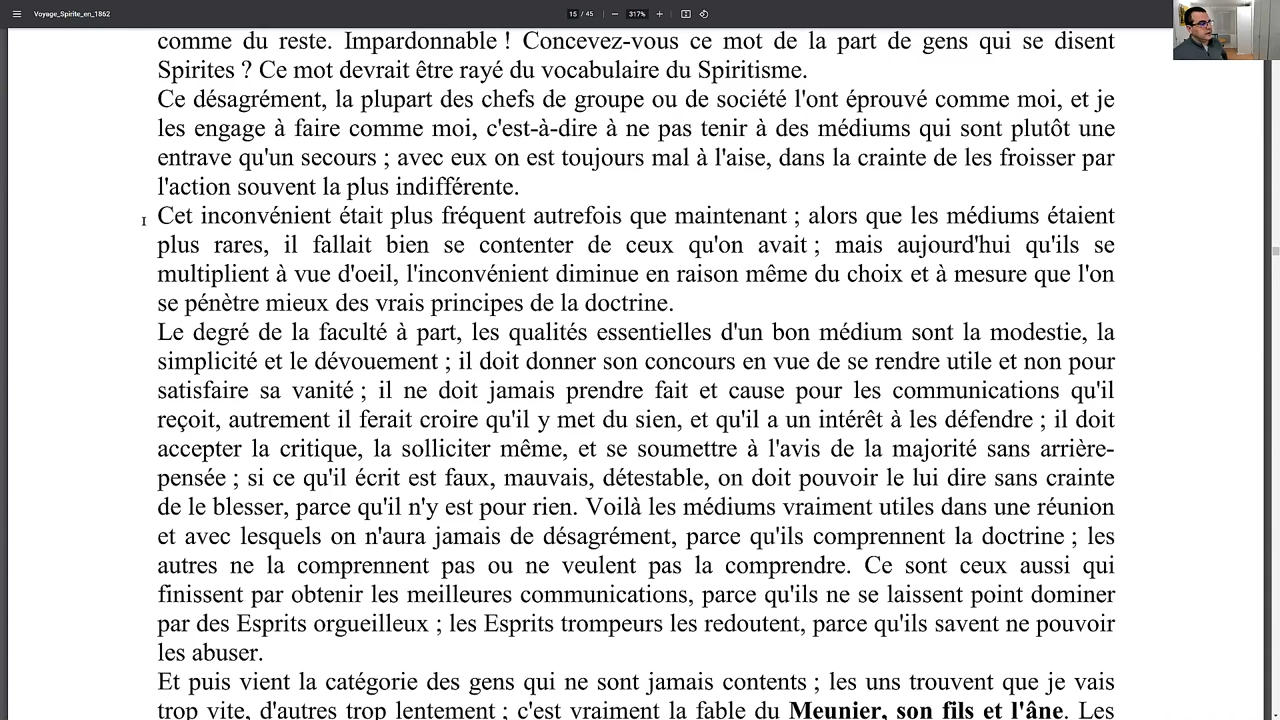 Voyage_Spirite_en_1862
15 / 45
317%
comme du reste. Impardonnable ! Concevez-vous ce mot de la part de gens qui se disent
Spirites ? Ce mot devrait être rayé du vocabulaire du Spiritisme.
Ce désagrément, la plupart des chefs de groupe ou de société l'ont éprouvé comme moi, et je
les engage à faire comme moi, c'est-à-dire à ne pas tenir à des médiums qui sont plutôt une
entrave qu'un secours ; avec eux on est toujours mal à l'aise, dans la crainte de les froisser par
l'action souvent la plus indifférente.
Cet inconvénient était plus fréquent autrefois que maintenant ; alors que les médiums étaient
plus rares, il fallait bien se contenter de ceux qu'on avait ; mais aujourd'hui qu'ils se
multiplient à vue d'oeil, l'inconvénient diminue en raison même du choix et à mesure que l'on
se pénètre mieux des vrais principes de la doctrine.
Le degré de la faculté à part, les qualités essentielles d'un bon médium sont la modestie, la
simplicité et le dévouement ; il doit donner son concours en vue de se rendre utile et non pour
satisfaire sa vanité ; il ne doit jamais prendre fait et cause pour les communications qu'il
reçoit, autrement il ferait croire qu'il y met du sien, et qu'il a un intérêt à les défendre ; il doit
accepter la critique, la solliciter même, et se soumettre à l'avis de la majorité sans arrière-
pensée ; si ce qu'il écrit est faux, mauvais, détestable, on doit pouvoir le lui dire sans crainte
de le blesser, parce qu'il n'y est pour rien. Voilà les médiums vraiment utiles dans une réunion
et avec lesquels on n'aura jamais de désagrément, parce qu'ils comprennent la doctrine ; les
autres ne la comprennent pas ou ne veulent pas la comprendre. Ce sont ceux aussi qui
finissent par obtenir les meilleures communications, parce qu'ils ne se laissent point dominer
par des Esprits orgueilleux ; les Esprits trompeurs les redoutent, parce qu'ils savent ne pouvoir
les abuser.
Et puis vient la catégorie des gens qui ne sont jamais contents ; les uns trouvent que je vais
trop vite, d'autres trop lentement ; c'est vraiment la fable du Meunier, son fils et l'âne. Les